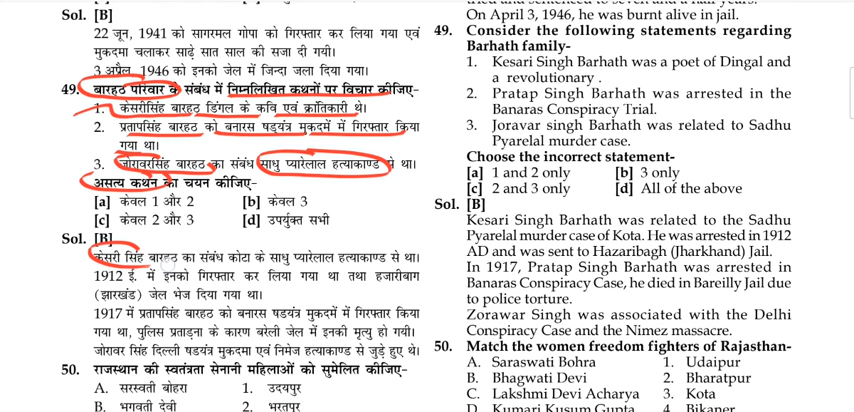 Sol. [B]
22 जून, 1941 को सागरमल गोपा को गिरफ्तार कर लिया गया एवं
मुकदमा चलाकर साढ़े सात साल की सजा दी गयी।
3 अप्रैल, 1946 को इनको जेल में जिन्दा जला दिया गया।
49. बारहठ परिवार के संबंध में निम्नलिखित कथनों पर विचार कीजिए-
1. केसरीसिंह बारहठ डिंगल के कवि एवं क्रांतिकारी थे।
2. प्रतापसिंह बारहठ को बनारस षड्यंत्र मुकदमें में गिरफ्तार किया
गया था।
3. जोरावरसिंह बारहठ का संबंध साधु प्यारेलाल हत्याकाण्ड से था।
असत्य कथन का चयन कीजिए-
[a] केवल 1 और 2 [b] केवल 3
[c] केवल 2 और 3 [d] उपर्युक्त सभी
Sol. [B]
केसरी सिंह बारहठ का संबंध कोटा के साधु प्यारेलाल हत्याकाण्ड से था।
1912 ई. में इनको गिरफ्तार कर लिया गया था तथा हजारीबाग
(झारखंड) जेल भेज दिया गया था।
1917 में प्रतापसिंह बारहठ को बनारस षडयंत्र मुकदमें में गिरफ्तार किया
गया था, पुलिस प्रताड़ना के कारण बरेली जेल में इनकी मृत्यु हो गयी।
जोरावर सिंह दिल्ली षडयंत्र मुकदमा एवं निमेज हत्याकाण्ड से जुड़े हुए थे।
50. राजस्थान की स्वतंत्रता सेनानी महिलाओं को सुमेलित कीजिए-
A. सरस्वती बोहरा 1. उदयपुर
B. भगवती देवी 2. भरतपुर
On April 3, 1946, he was burnt alive in jail.
49. Consider the following statements regarding
Barhath family-
1. Kesari Singh Barhath was a poet of Dingal and
a revolutionary .
2. Pratap Singh Barhath was arrested in the
Banaras Conspiracy Trial.
3. Joravar singh Barhath was related to Sadhu
Pyarelal murder case.
Choose the incorrect statement-
[a] 1 and 2 only [b] 3 only
[c] 2 and 3 only [d] All of the above
Sol. [B]
Kesari Singh Barhath was related to the Sadhu
Pyarelal murder case of Kota. He was arrested in 1912
AD and was sent to Hazaribagh (Jharkhand) Jail.
In 1917, Pratap Singh Barhath was arrested in
Banaras Conspiracy Case, he died in Bareilly Jail due
to police torture.
Zorawar Singh was associated with the Delhi
Conspiracy Case and the Nimez massacre.
50. Match the women freedom fighters of Rajasthan-
A. Saraswati Bohra 1. Udaipur
B. Bhagwati Devi 2. Bharatpur
C. Lakshmi Devi Acharya 3. Kota
D. Kumari Kusum Gupta 4. Bikaner